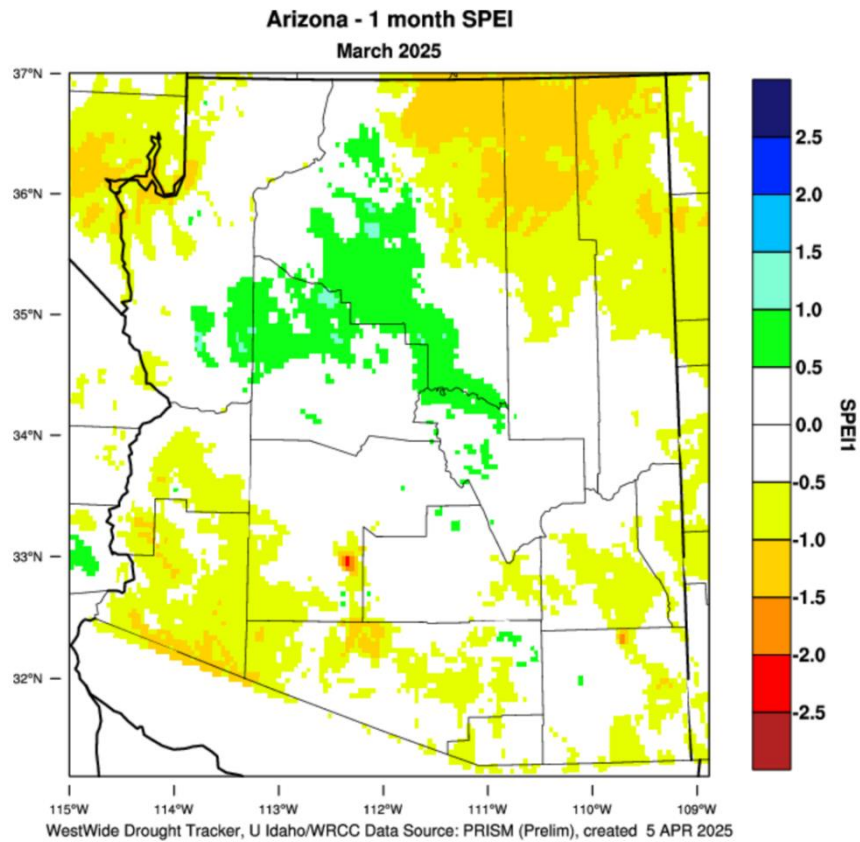 Arizona - 1 month SPEI
March 2025
37°N
36°N
35°N
34°N
33°N
32°N
115°W 114°W 113°W 112°W 111°W 110°W 109°W
2.5
2.0
1.5
1.0
0.5
0.0
-0.5
-1.0
-1.5
-2.0
-2.5
SPEI1
WestWide Drought Tracker, U Idaho/WRCC Data Source: PRISM (Prelim), created 5 APR 2025